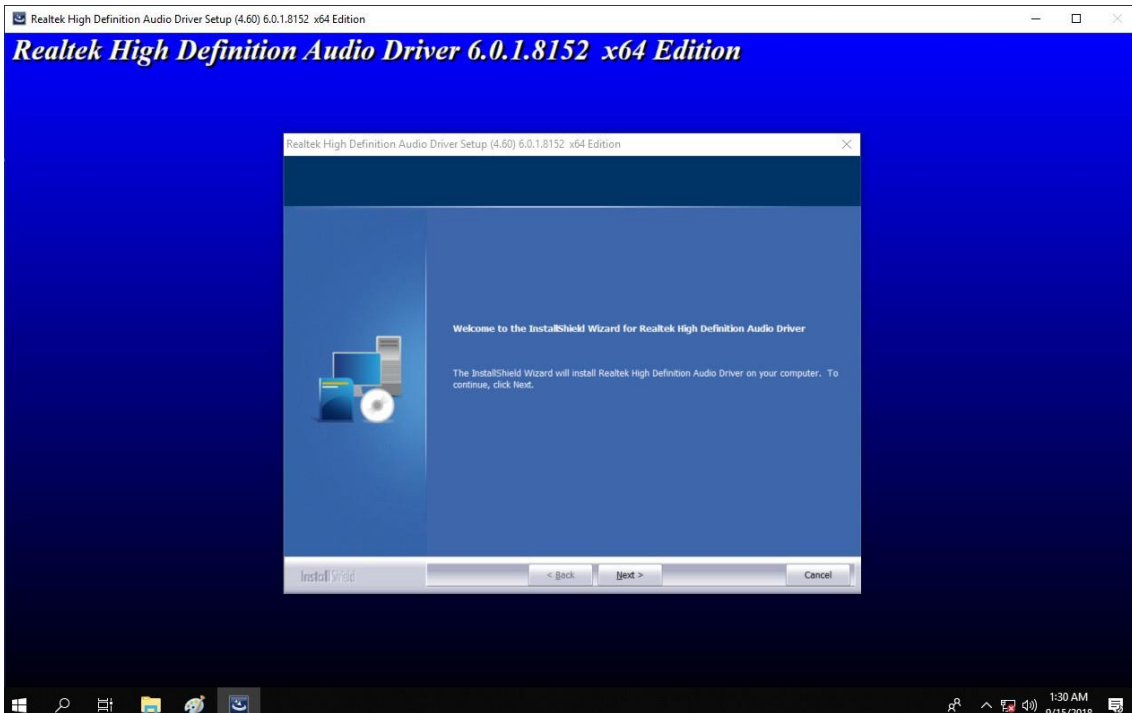 Realtek High Definition Audio Driver Setup (4.60) 6.0.1.8152 x64 Edition
Realtek High Definition Audio Driver 6.0.1.8152 x64 Edition
Realtek High Definition Audio Driver Setup (4.60) 6.0.1.8152 x64 Edition
Welcome to the InstallShield Wizard for Realtek High Definition Audio Driver
The InstallShield Wizard will install Realtek High Definition Audio Driver on your computer. To
continue, click Next.
InstallShield
< Back
Next >
Cancel
1:30 AM
9/15/2018